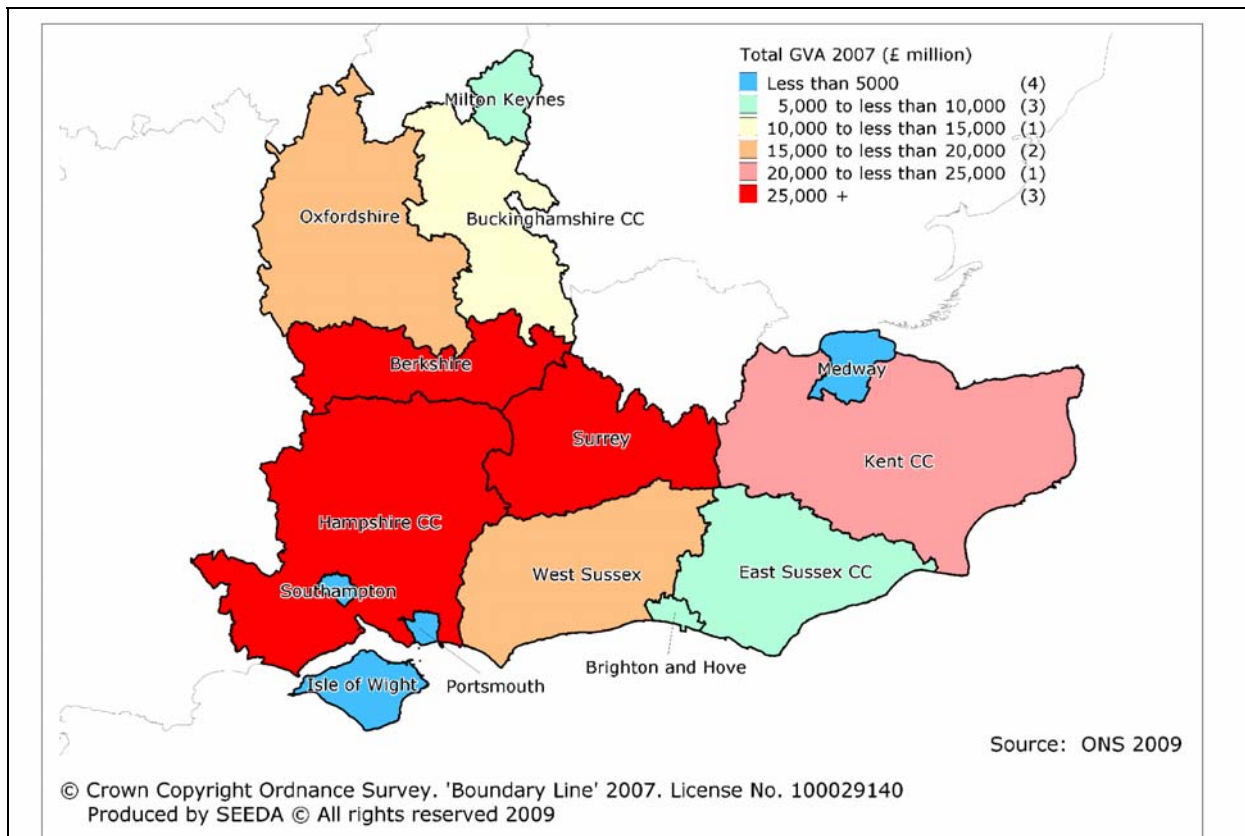 Total GVA 2007 (£ million)
Less than 5000 (4)
5,000 to less than 10,000 (3)
10,000 to less than 15,000 (1)
15,000 to less than 20,000 (2)
20,000 to less than 25,000 (1)
25,000 + (3)
Milton Keynes
Oxfordshire
Buckinghamshire CC
Berkshire
Medway
Surrey
Kent CC
Hampshire CC
West Sussex
East Sussex CC
Southampton
Brighton and Hove
Isle of Wight
Portsmouth
Source: ONS 2009
© Crown Copyright Ordnance Survey. 'Boundary Line' 2007. License No. 100029140
Produced by SEEDA © All rights reserved 2009